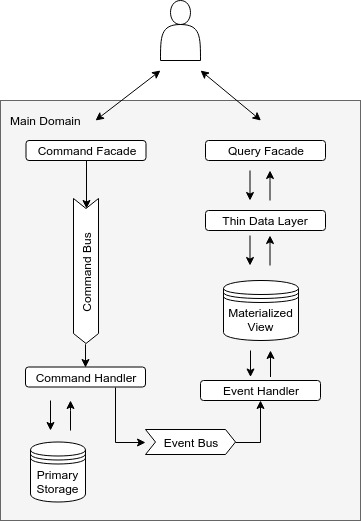 Main Domain
Command Facade
Query Facade
Thin Data Layer
Command Bus
Materialized
View
Command Handler
Event Handler
Event Bus
Primary
Storage